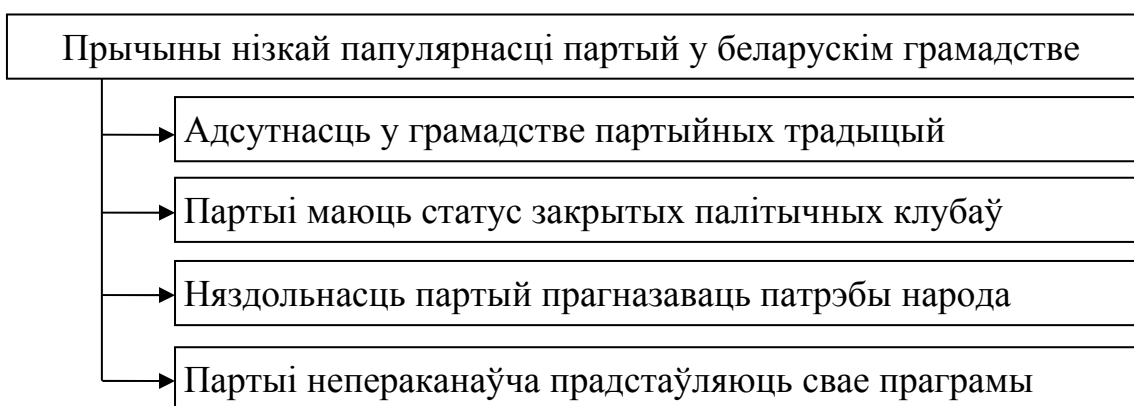 Прычыны нізкай папулярнасці партый у беларускім грамадстве
Адсутнасць у грамадстве партыйных традыцый
Партыі маюць статус закрытых палітычных клубаў
Няздольнасць партый прагназаваць патрэбы народа
Партыі непераканаўча прадстаўляюць свае праграмы